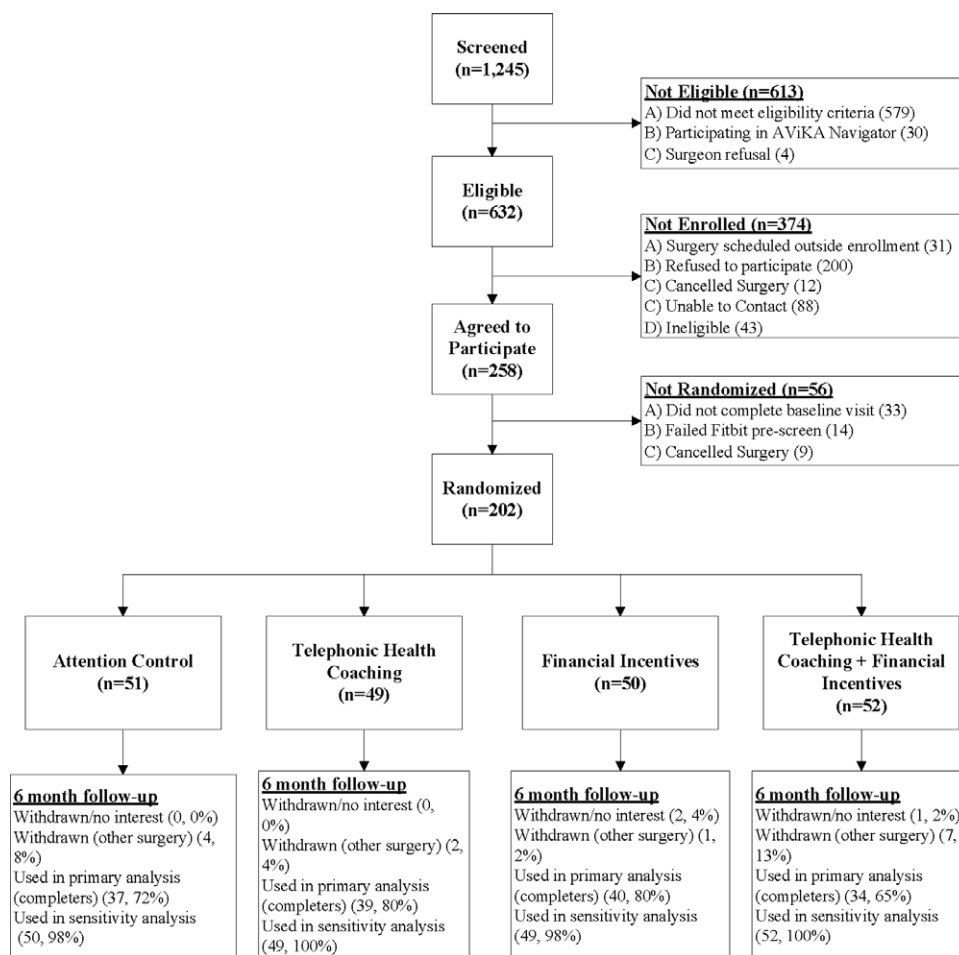 Screened
(n=1,245)
Not Eligible (n=613)
A) Did not meet eligibility criteria (579)
B) Participating in AViKA Navigator (30)
C) Surgeon refusal (4)
Eligible
(n=632)
Not Enrolled (n=374)
A) Surgery scheduled outside enrollment (31)
B) Refused to participate (200)
C) Cancelled Surgery (12)
C) Unable to Contact (88)
D) Ineligible (43)
Agreed to
Participate
(n=258)
Not Randomized (n=56)
A) Did not complete baseline visit (33)
B) Failed Fitbit pre-screen (14)
C) Cancelled Surgery (9)
Randomized
(n=202)
Attention Control
(n=51)
Telephonic Health
Coaching
(n=49)
Financial Incentives
(n=50)
Telephonic Health
Coaching + Financial
Incentives
(n=52)
6 month follow-up
Withdrawn/no interest (0, 0%)
Withdrawn (other surgery) (4,
8%)
Used in primary analysis
(completers) (37, 72%)
Used in sensitivity analysis
(50, 98%)
6 month follow-up
Withdrawn/no interest (0,
0%)
Withdrawn (other surgery) (2,
4%)
Used in primary analysis
(completers) (39, 80%)
Used in sensitivity analysis
(49, 100%)
6 month follow-up
Withdrawn/no interest (2, 4%)
Withdrawn (other surgery) (1,
2%)
Used in primary analysis
(completers) (40, 80%)
Used in sensitivity analysis
(49, 98%)
6 month follow-up
Withdrawn/no interest (1, 2%)
Withdrawn (other surgery) (7,
13%)
Used in primary analysis
(completers) (34, 65%)
Used in sensitivity analysis
(52, 100%)